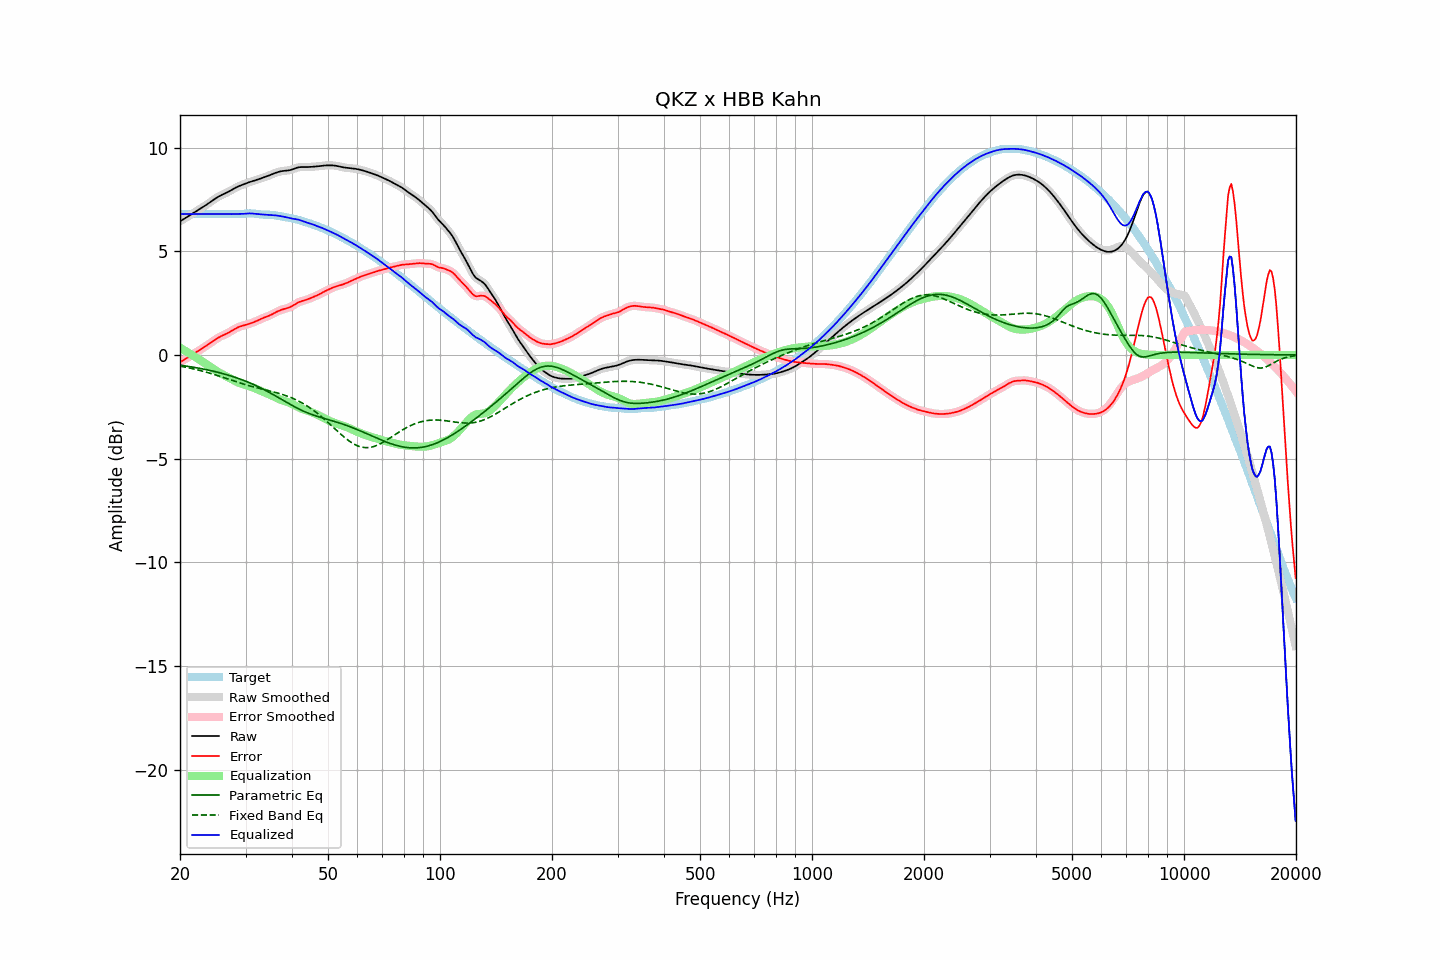 QKZ x HBB Kahn
Amplitude (dBr)
10
5
0
−5
−10
−15
−20
Target
Raw Smoothed
Error Smoothed
Raw
Error
Equalization
Parametric Eq
Fixed Band Eq
Equalized
20 50 100 200 500 1000 2000 5000 10000 20000
Frequency (Hz)